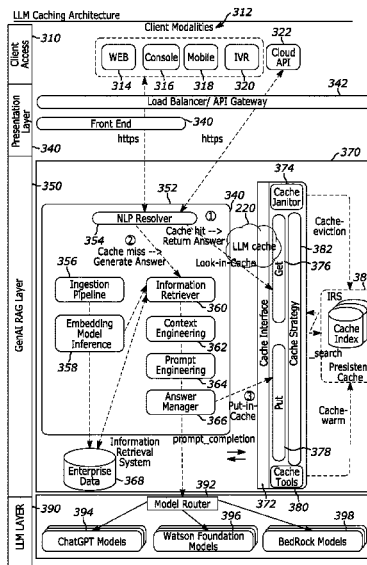 LLM Caching Architecture
Client Modalities
312
310
Client Access
WEB
Console
Mobile
IVR
322
Cloud API
314
316
318
320
342
Load Balancer/ API Gateway
Presentation Layer
340
Front End
340
https
https
370
350
GenAI RAG Layer
352
340
374
Cache Janitor
NLP Resolver
①
220
354
②
Cache hit -->
Return Answer
Cache miss -->
Generate Answer
LLM cache
Look-in-Cache
382
Get
376
Cache-eviction
356
Ingestion Pipeline
Information Retriever
360
Cache Interface
Cache Strategy
38
IRS
Cache Index
Embedding Model Inference
358
Context Engineering
362
search
Presistent Cache
Prompt Engineering
364
③
Put-in-Cache
Put
Cache-warm
Answer Manager
366
378
Information Retrieval System
prompt_completion
Enterprise Data
368
392
372
Cache Tools
380
LLM LAYER
390
Model Router
394
396
398
ChatGPT Models
Watson Foundation Models
BedRock Models